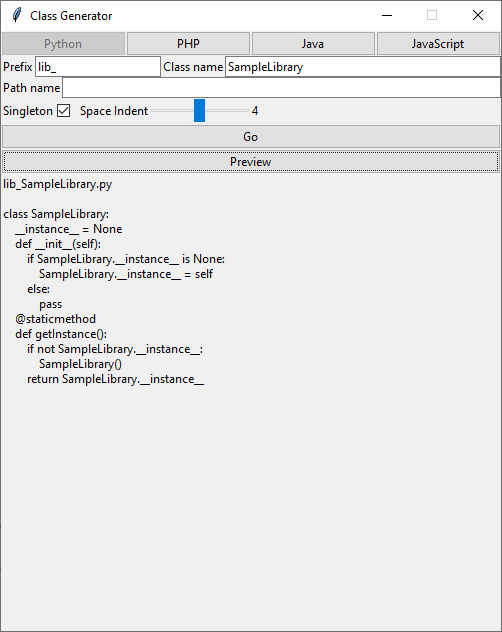 Class Generator
Python PHP Java JavaScript
Prefix lib_ Class name SampleLibrary
Path name
Singleton Space Indent 4
Go
Preview
lib_SampleLibrary.py
class SampleLibrary:
    __instance__ = None
    def __init__(self):
        if SampleLibrary.__instance__ is None:
            SampleLibrary.__instance__ = self
        else:
            pass
    @staticmethod
    def getInstance():
        if not SampleLibrary.__instance__:
            SampleLibrary()
        return SampleLibrary.__instance__